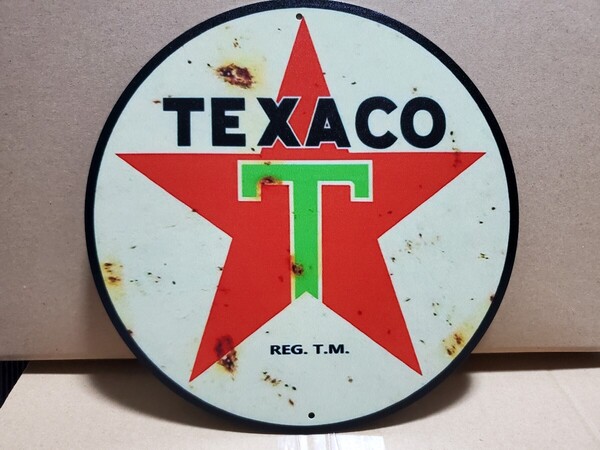 TEXACO
T
REG. T.M.